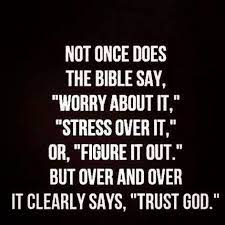 NOT ONCE DOES
THE BIBLE SAY,
"WORRY ABOUT IT,"
"STRESS OVER IT,"
OR, "FIGURE IT OUT."
BUT OVER AND OVER
IT CLEARLY SAYS, "TRUST GOD."